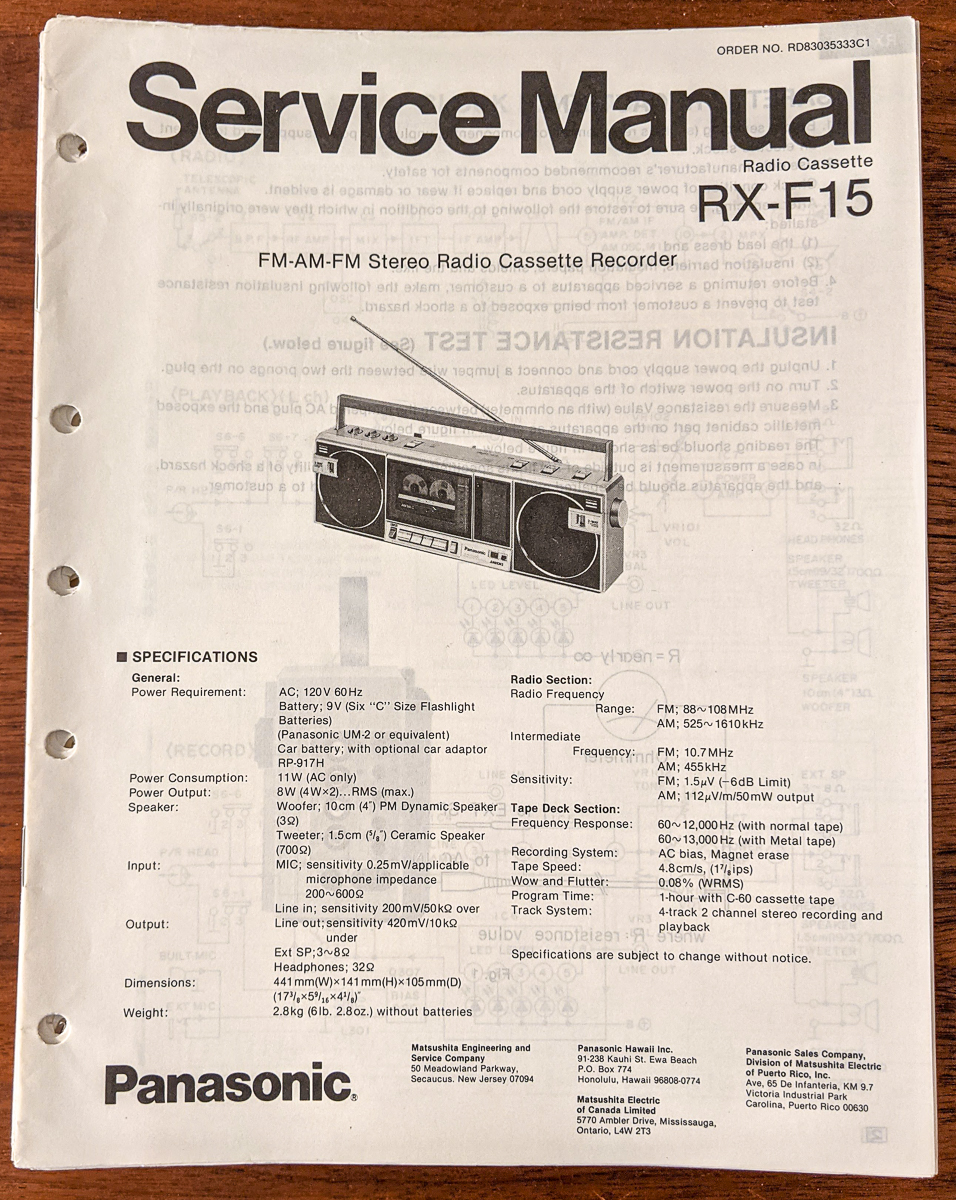 ORDER NO. RD83035333C1
Service Manual
Radio Cassette
RX-F15
FM-AM-FM Stereo Radio Cassette Recorder
Panasonic
■ SPECIFICATIONS
General:
Power Requirement: AC; 120V 60Hz
Battery; 9V (Six "C" Size Flashlight
Batteries)
(Panasonic UM-2 or equivalent)
Car battery; with optional car adaptor
RP-917H
Power Consumption: 11W (AC only)
Power Output: 8W (4W×2)...RMS (max.)
Speaker: Woofer; 10cm (4″) PM Dynamic Speaker
(3Ω)
Tweeter; 1.5cm (5/8″) Ceramic Speaker
(700Ω)
Input: MIC; sensitivity 0.25mV/applicable
microphone impedance
200~600Ω
Line in; sensitivity 200mV/50kΩ over
Output: Line out; sensitivity 420mV/10kΩ
under
Ext SP;3~8Ω
Headphones; 32Ω
Dimensions: 441mm(W)×141mm(H)×105mm(D)
(17 3/8×5 9/16×4 1/8)″
Weight: 2.8kg (6lb. 2.8oz.) without batteries
Radio Section:
Radio Frequency
Range: FM; 88~108MHz
AM; 525~1610kHz
Intermediate
Frequency: FM; 10.7MHz
AM; 455kHz
Sensitivity: FM; 1.5μV (−6dB Limit)
AM; 112μV/m/50mW output
Tape Deck Section:
Frequency Response: 60~12,000Hz (with normal tape)
60~13,000Hz (with Metal tape)
Recording System: AC bias, Magnet erase
Tape Speed: 4.8cm/s, (1 7/8 ips)
Wow and Flutter: 0.08% (WRMS)
Program Time: 1-hour with C-60 cassette tape
Track System: 4-track 2 channel stereo recording and
playback
Specifications are subject to change without notice.
Panasonic®
Matsushita Engineering and
Service Company
50 Meadowland Parkway,
Secaucus. New Jersey 07094
Panasonic Hawaii Inc.
91-238 Kauhi St. Ewa Beach
P.O. Box 774
Honolulu, Hawaii 96808-0774
Matsushita Electric
of Canada Limited
5770 Ambler Drive, Mississauga,
Ontario, L4W 2T3
Panasonic Sales Company,
Division of Matsushita Electric
of Puerto Rico, Inc.
Ave, 65 De Infanteria, KM 9.7
Victoria Industrial Park
Carolina, Puerto Rico 00630